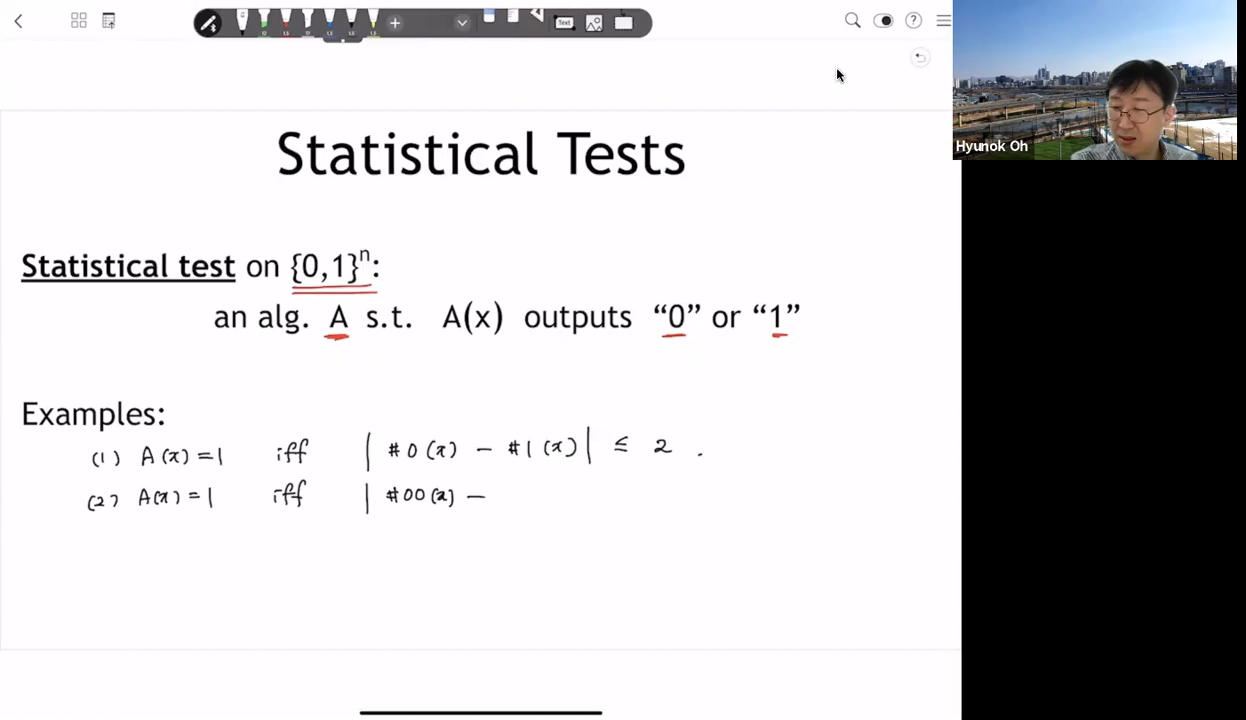 Text
Hyunok Oh
Statistical Tests
Statistical test on {0,1}ⁿ:
an alg. A s.t. A(x) outputs “0” or “1”
Examples:
(1) A(x) = 1 iff | #0(x) – #1(x) | ≤ 2 .
(2) A(x) = 1 iff | #00(x) –